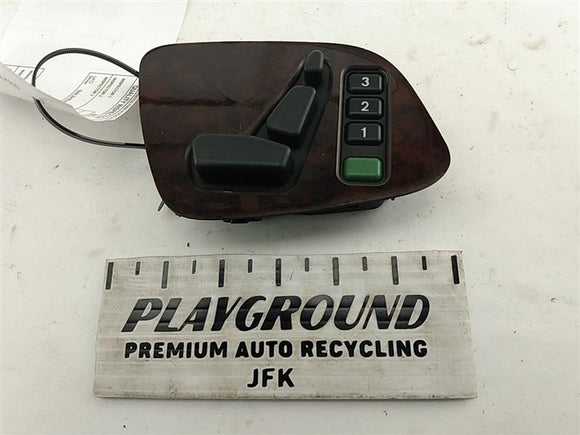 3
2
1
PLAYGROUND
PREMIUM AUTO RECYCLING
JFK